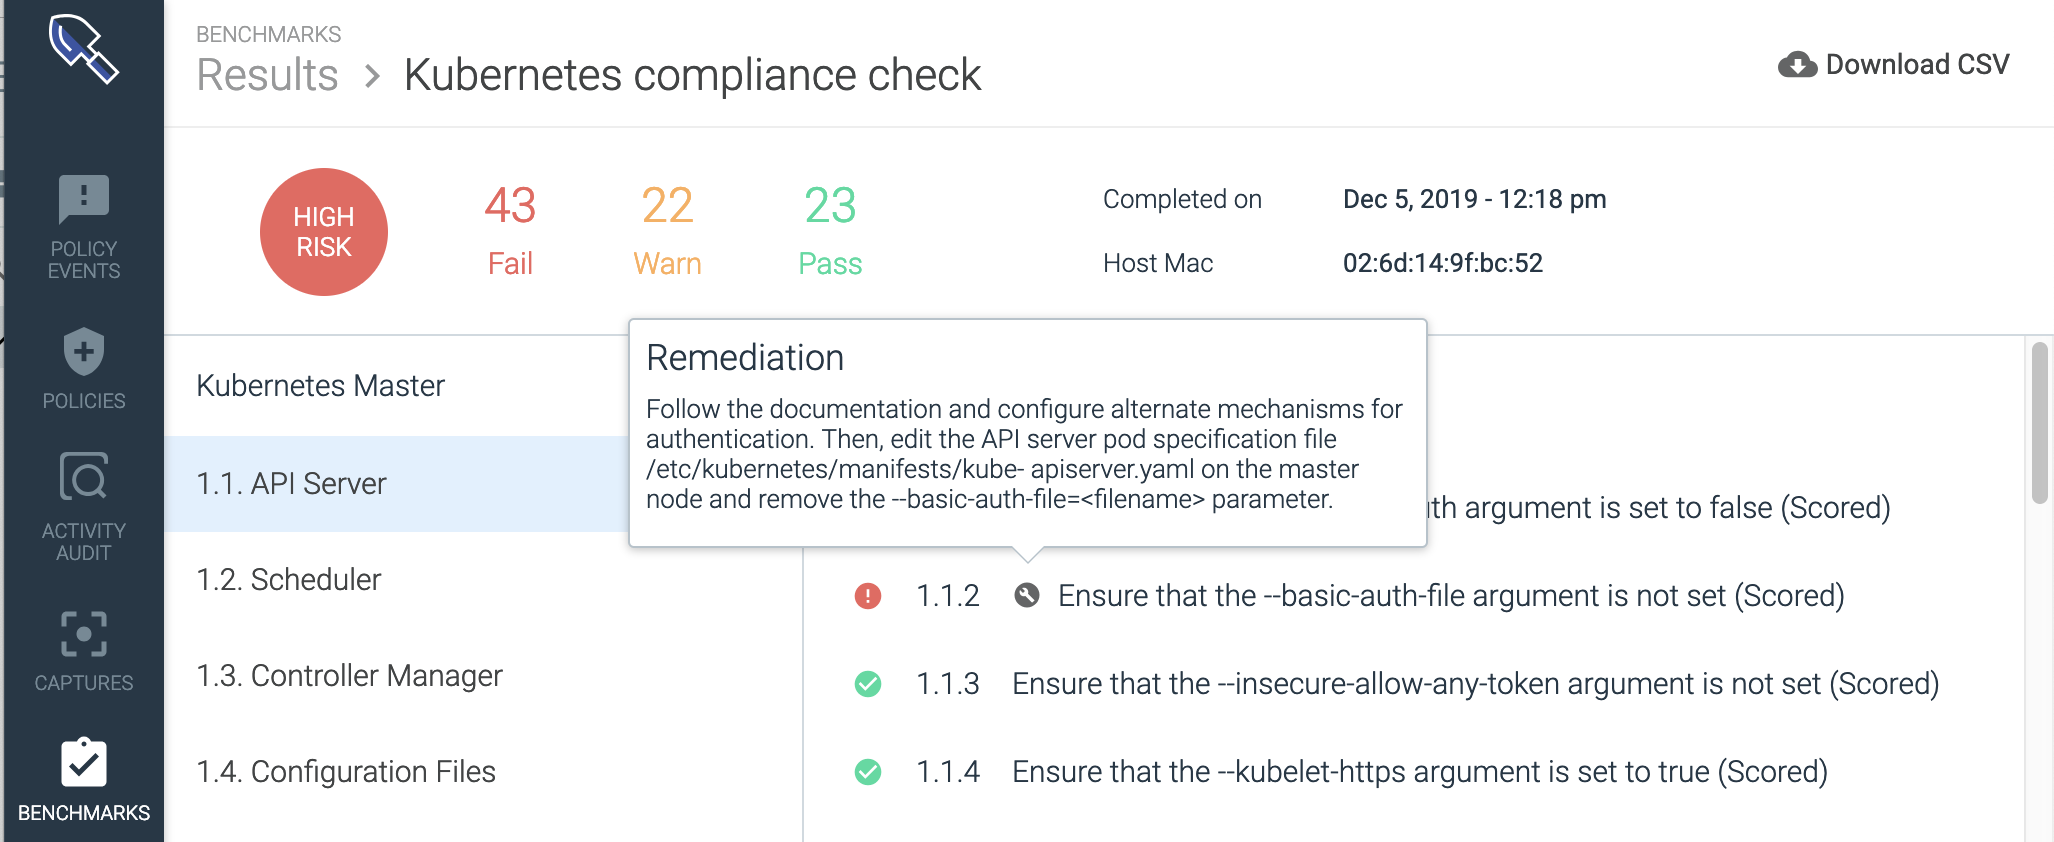 BENCHMARKS
Results > Kubernetes compliance check
Download CSV
POLICY
EVENTS
POLICIES
ACTIVITY
AUDIT
CAPTURES
BENCHMARKS
HIGH
RISK
43
Fail
22
Warn
23
Pass
Completed on Dec 5, 2019 - 12:18 pm
Host Mac 02:6d:14:9f:bc:52
Kubernetes Master
1.1. API Server
1.2. Scheduler
1.3. Controller Manager
1.4. Configuration Files
Remediation
Follow the documentation and configure alternate mechanisms for
authentication. Then, edit the API server pod specification file
/etc/kubernetes/manifests/kube- apiserver.yaml on the master
node and remove the --basic-auth-file=<filename> parameter.
argument is set to false (Scored)
1.1.2 Ensure that the --basic-auth-file argument is not set (Scored)
1.1.3 Ensure that the --insecure-allow-any-token argument is not set (Scored)
1.1.4 Ensure that the --kubelet-https argument is set to true (Scored)